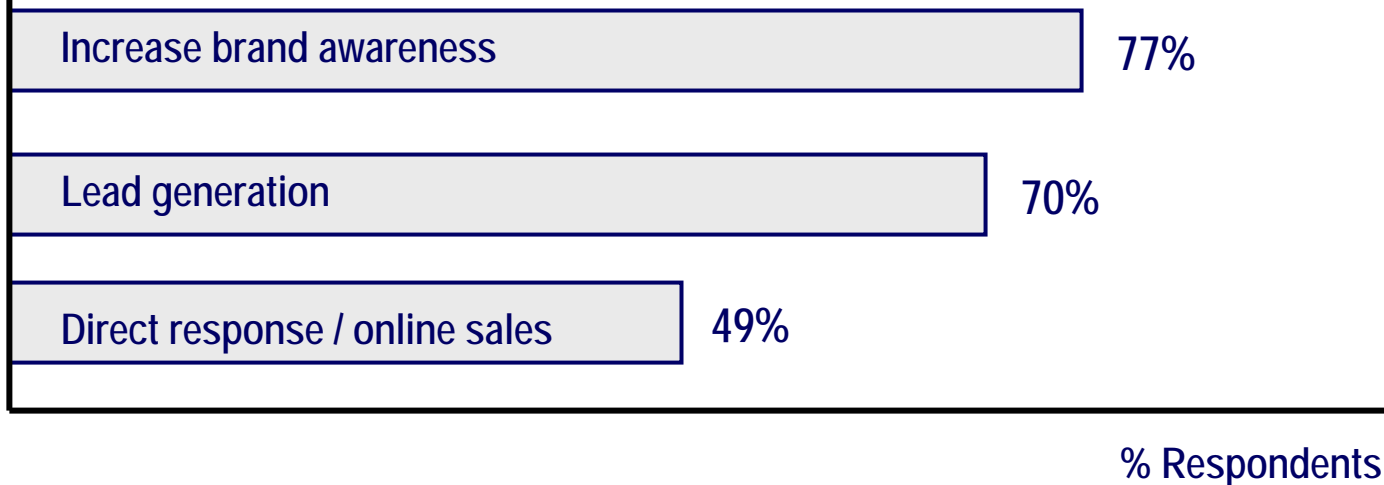 Increase brand awareness 77%
Lead generation 70%
Direct response / online sales 49%
% Respondents